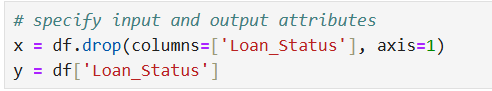 # specify input and output attributes
x = df.drop(columns=['Loan_Status'], axis=1)
y = df['Loan_Status']